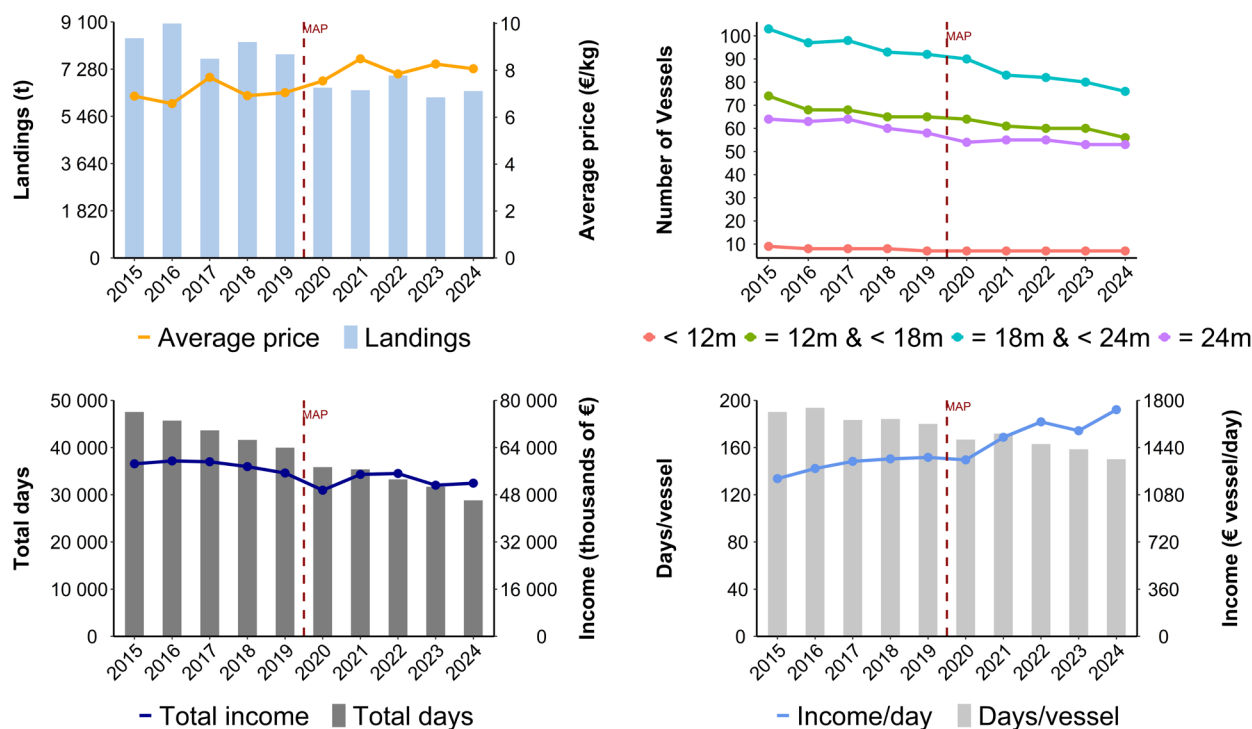 Landings (t)
9 100
7 280
5 460
3 640
1 820
0
MAP
10
8
6
4
2
0
Average price (€/kg)
2015 2016 2017 2018 2019 2020 2021 2022 2023 2024
Average price Landings
Number of Vessels
100
90
80
70
60
50
40
30
20
10
MAP
2015 2016 2017 2018 2019 2020 2021 2022 2023 2024
< 12m = 12m & < 18m = 18m & < 24m = 24m
Total days
50 000
40 000
30 000
20 000
10 000
0
MAP
80 000
64 000
48 000
32 000
16 000
0
Income (thousands of €)
2015 2016 2017 2018 2019 2020 2021 2022 2023 2024
Total income Total days
Days/vessel
200
160
120
80
40
0
MAP
1800
1440
1080
720
360
0
Income (€ vessel/day)
2015 2016 2017 2018 2019 2020 2021 2022 2023 2024
Income/day Days/vessel